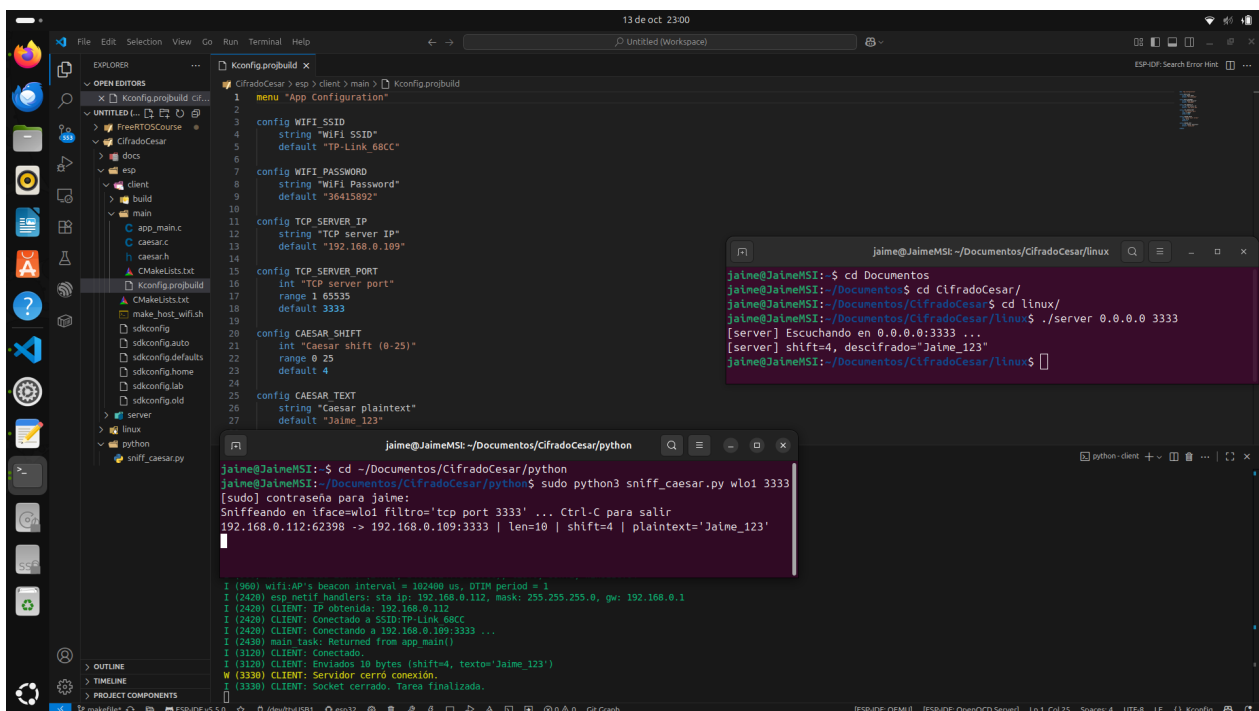 13 de oct 23:00
File Edit Selection View Go Run Terminal Help
Untitled (Workspace)
EXPLORER
Kconfig.projbuild
ESP-IDF: Search Error Hint
OPEN EDITORS
Kconfig.projbuild
CifradoCesar > esp > client > main > Kconfig.projbuild
UNTITLED (...
FreeRTOSCourse
CifradoCesar
docs
esp
client
build
main
app_main.c
caesar.c
caesar.h
CMakeLists.txt
Kconfig.projbuild
CMakeLists.txt
make_host_wifi.sh
sdkconfig
sdkconfig.auto
sdkconfig.defaults
sdkconfig.home
sdkconfig.lab
sdkconfig.old
server
linux
python
sniff_caesar.py
OUTLINE
TIMELINE
PROJECT COMPONENTS
1 menu "App Configuration"
2
3 config WIFI_SSID
4 string "WiFi SSID"
5 default "TP-Link_68CC"
6
7 config WIFI_PASSWORD
8 string "WiFi Password"
9 default "36415892"
10
11 config TCP_SERVER_IP
12 string "TCP server IP"
13 default "192.168.0.109"
14
15 config TCP_SERVER_PORT
16 int "TCP server port"
17 range 1 65535
18 default 3333
19
20 config CAESAR_SHIFT
21 int "Caesar shift (0-25)"
22 range 0 25
23 default 4
24
25 config CAESAR_TEXT
26 string "Caesar plaintext"
27 default "Jaime_123"
jaime@JaimeMSI: ~/Documentos/CifradoCesar/linux
jaime@JaimeMSI:~$ cd Documentos
jaime@JaimeMSI:~/Documentos$ cd CifradoCesar/
jaime@JaimeMSI:~/Documentos/CifradoCesar$ cd linux/
jaime@JaimeMSI:~/Documentos/CifradoCesar/linux$ ./server 0.0.0.0 3333
[server] Escuchando en 0.0.0.0:3333 ...
[server] shift=4, descifrado="Jaime_123"
jaime@JaimeMSI:~/Documentos/CifradoCesar/linux$
jaime@JaimeMSI: ~/Documentos/CifradoCesar/python
jaime@JaimeMSI:~$ cd ~/Documentos/CifradoCesar/python
jaime@JaimeMSI:~/Documentos/CifradoCesar/python$ sudo python3 sniff_caesar.py wlo1 3333
[sudo] contraseña para jaime:
Sniffeando en iface=wlo1 filtro='tcp port 3333' ... Ctrl-C para salir
192.168.0.112:62398 -> 192.168.0.109:3333 | len=10 | shift=4 | plaintext='Jaime_123'
python - client
I (960) wifi:AP's beacon interval = 102400 us, DTIM period = 1
I (2420) esp_netif_handlers: sta ip: 192.168.0.112, mask: 255.255.255.0, gw: 192.168.0.1
I (2420) CLIENT: IP obtenida: 192.168.0.112
I (2420) CLIENT: Conectado a SSID:TP-Link_68CC
I (2420) CLIENT: Conectando a 192.168.0.109:3333 ...
I (2430) main_task: Returned from app_main()
I (3120) CLIENT: Conectado.
I (3120) CLIENT: Enviados 10 bytes (shift=4, texto='Jaime_123')
W (3330) CLIENT: Servidor cerró conexión.
I (3330) CLIENT: Socket cerrado. Tarea finalizada.